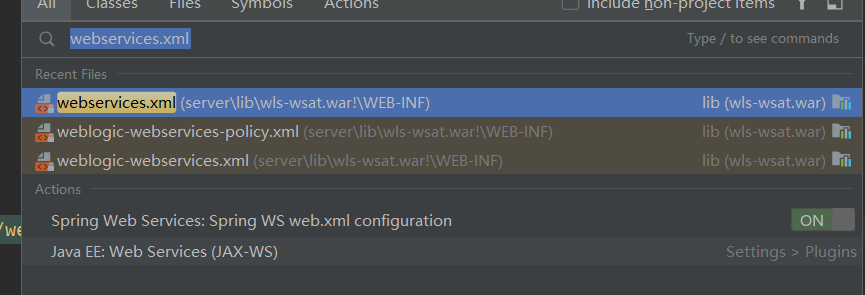 All Classes Files Symbols Actions Include non-project items
webservices.xml Type / to see commands
Recent Files
webservices.xml (server\lib\wls-wsat.war!\WEB-INF) lib (wls-wsat.war)
weblogic-webservices-policy.xml (server\lib\wls-wsat.war!\WEB-INF) lib (wls-wsat.war)
weblogic-webservices.xml (server\lib\wls-wsat.war!\WEB-INF) lib (wls-wsat.war)
Actions
Spring Web Services: Spring WS web.xml configuration ON
/we
Java EE: Web Services (JAX-WS) Settings > Plugins